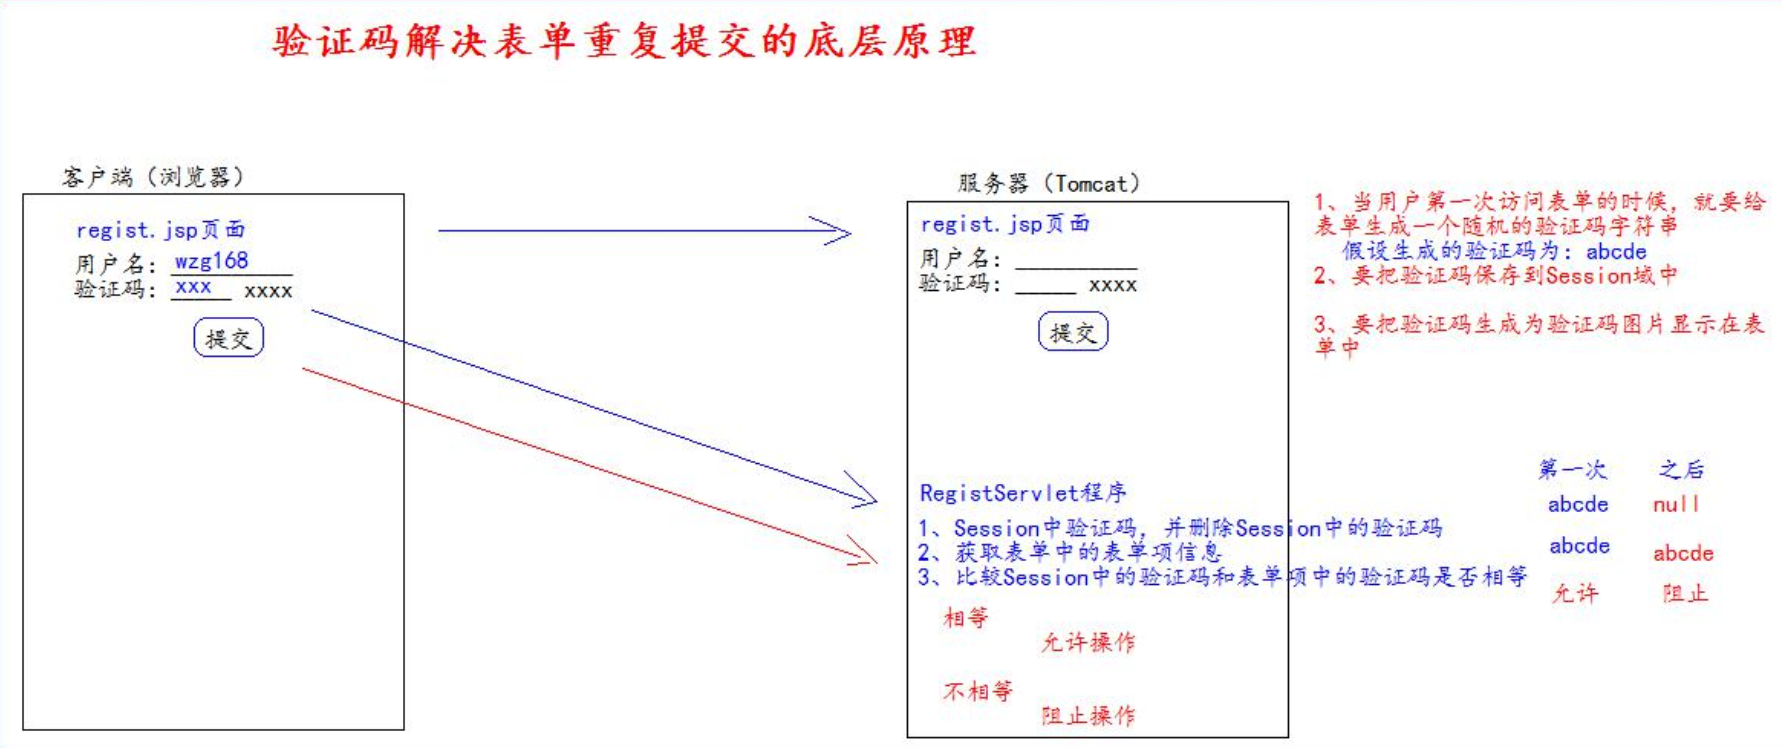 验证码解决表单重复提交的底层原理
客户端（浏览器）
regist.jsp页面
用户名：wzg168
验证码：xxx xxxx
提交
服务器（Tomcat）
regist.jsp页面
用户名：__________
验证码：_____ xxxx
提交
1、当用户第一次访问表单的时候，就要给
表单生成一个随机的验证码字符串
假设生成的验证码为：abcde
2、要把验证码保存到Session域中
3、要把验证码生成为验证码图片显示在表
单中
RegistServlet程序
1、Session中验证码，并删除Session中的验证码
2、获取表单中的表单项信息
3、比较Session中的验证码和表单项中的验证码是否相等
相等
允许操作
不相等
阻止操作
第一次 之后
abcde null
abcde abcde
允许 阻止